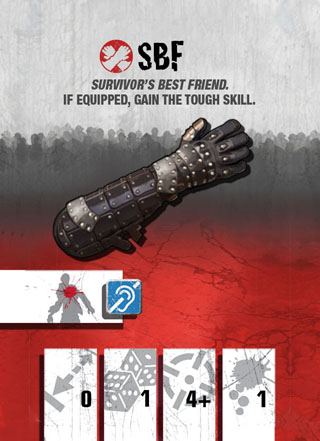 SBF
SURVIVOR'S BEST FRIEND.
IF EQUIPPED, GAIN THE TOUGH SKILL.
0 1 4+ 1